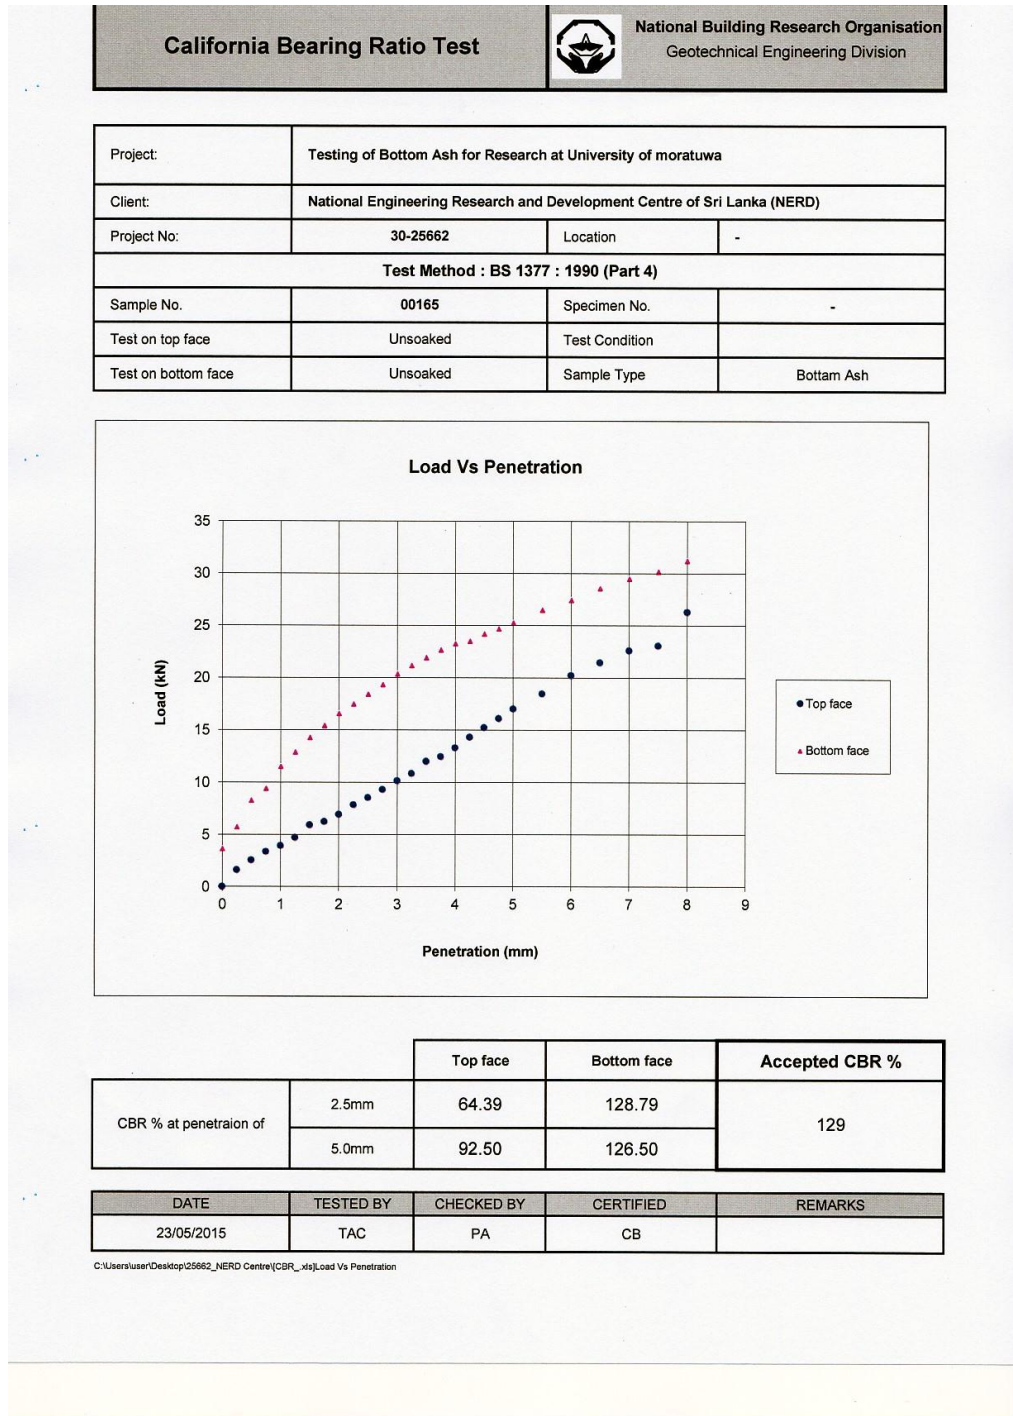 California Bearing Ratio Test
National Building Research Organisation
Geotechnical Engineering Division
Project: Testing of Bottom Ash for Research at University of moratuwa
Client: National Engineering Research and Development Centre of Sri Lanka (NERD)
Project No: 30-25662 Location -
Test Method : BS 1377 : 1990 (Part 4)
Sample No. 00165 Specimen No. -
Test on top face Unsoaked Test Condition
Test on bottom face Unsoaked Sample Type Bottam Ash
Load Vs Penetration
35
30
25
20
15
10
5
0
Load (kN)
0 1 2 3 4 5 6 7 8 9
Penetration (mm)
Top face
Bottom face
Top face Bottom face Accepted CBR %
CBR % at penetraion of
2.5mm 64.39 128.79
129
5.0mm 92.50 126.50
DATE TESTED BY CHECKED BY CERTIFIED REMARKS
23/05/2015 TAC PA CB
C:\Users\user\Desktop\25662_NERD Centre\[CBR_.xls]Load Vs Penetration